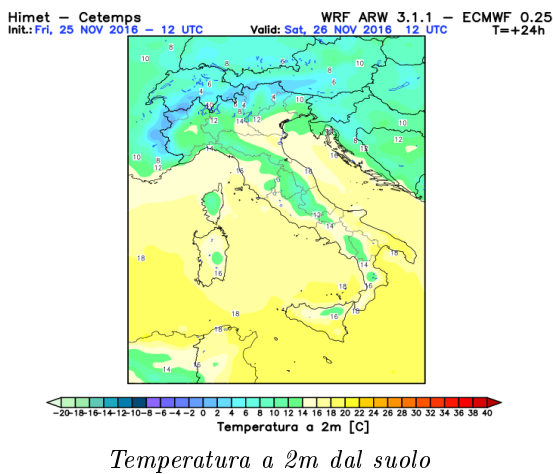 Himet – Cetemps WRF ARW 3.1.1 – ECMWF 0.25
Init.: Fri, 25 NOV 2016 – 12 UTC Valid: Sat, 26 NOV 2016 12 UTC T=+24h
-20 -18 -16 -14 -12 -10 -8 -6 -4 -2 0 2 4 6 8 10 12 14 16 18 20 22 24 26 28 30 32 34 36 38 40
Temperatura a 2m [C]
Temperatura a 2m dal suolo